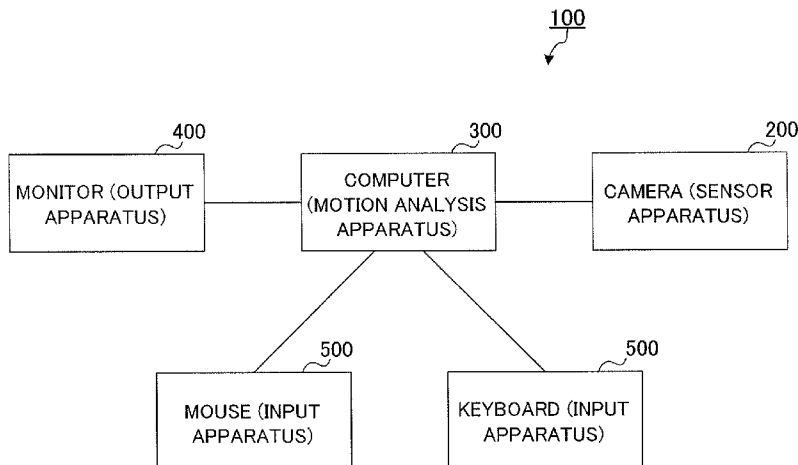 100
400
300
200
MONITOR (OUTPUT
APPARATUS)
COMPUTER
(MOTION ANALYSIS
APPARATUS)
CAMERA (SENSOR
APPARATUS)
500
500
MOUSE (INPUT
APPARATUS)
KEYBOARD (INPUT
APPARATUS)